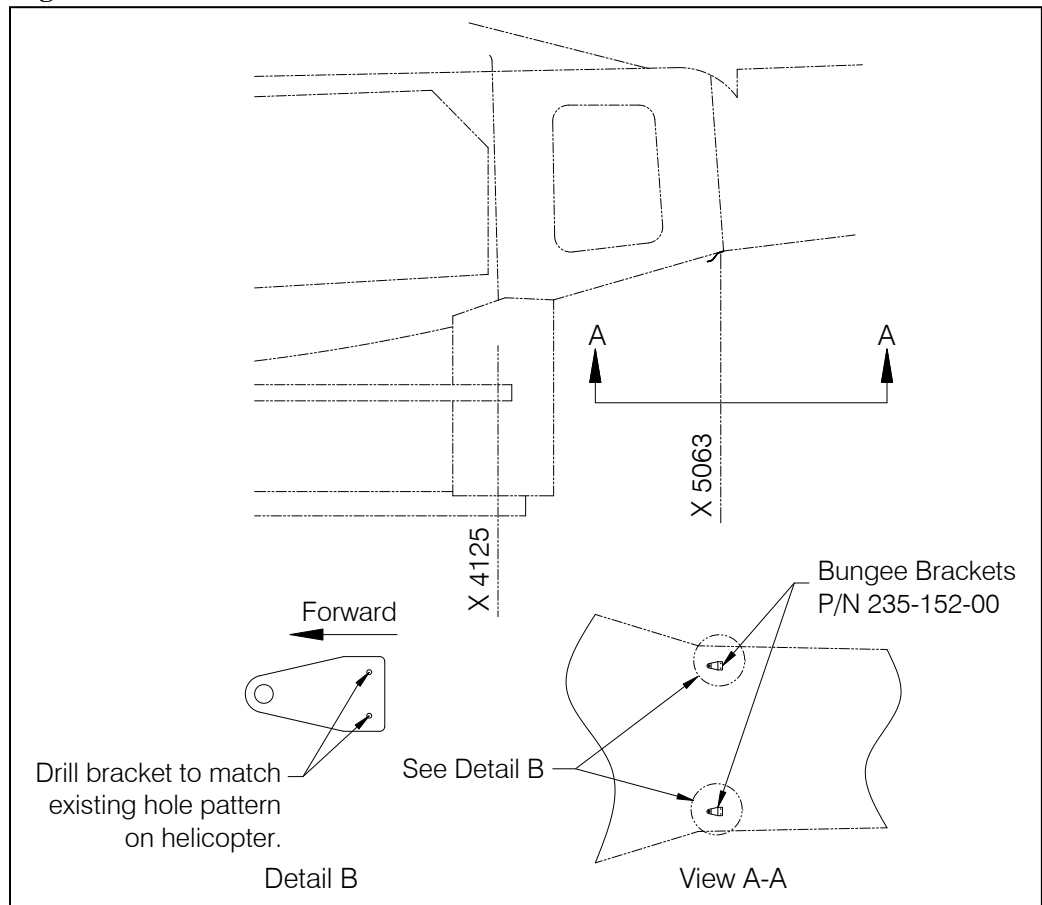 A
A
X 5063
X 4125
Bungee Brackets
P/N 235-152-00
Forward
See Detail B
Drill bracket to match
existing hole pattern
on helicopter.
Detail B
View A-A